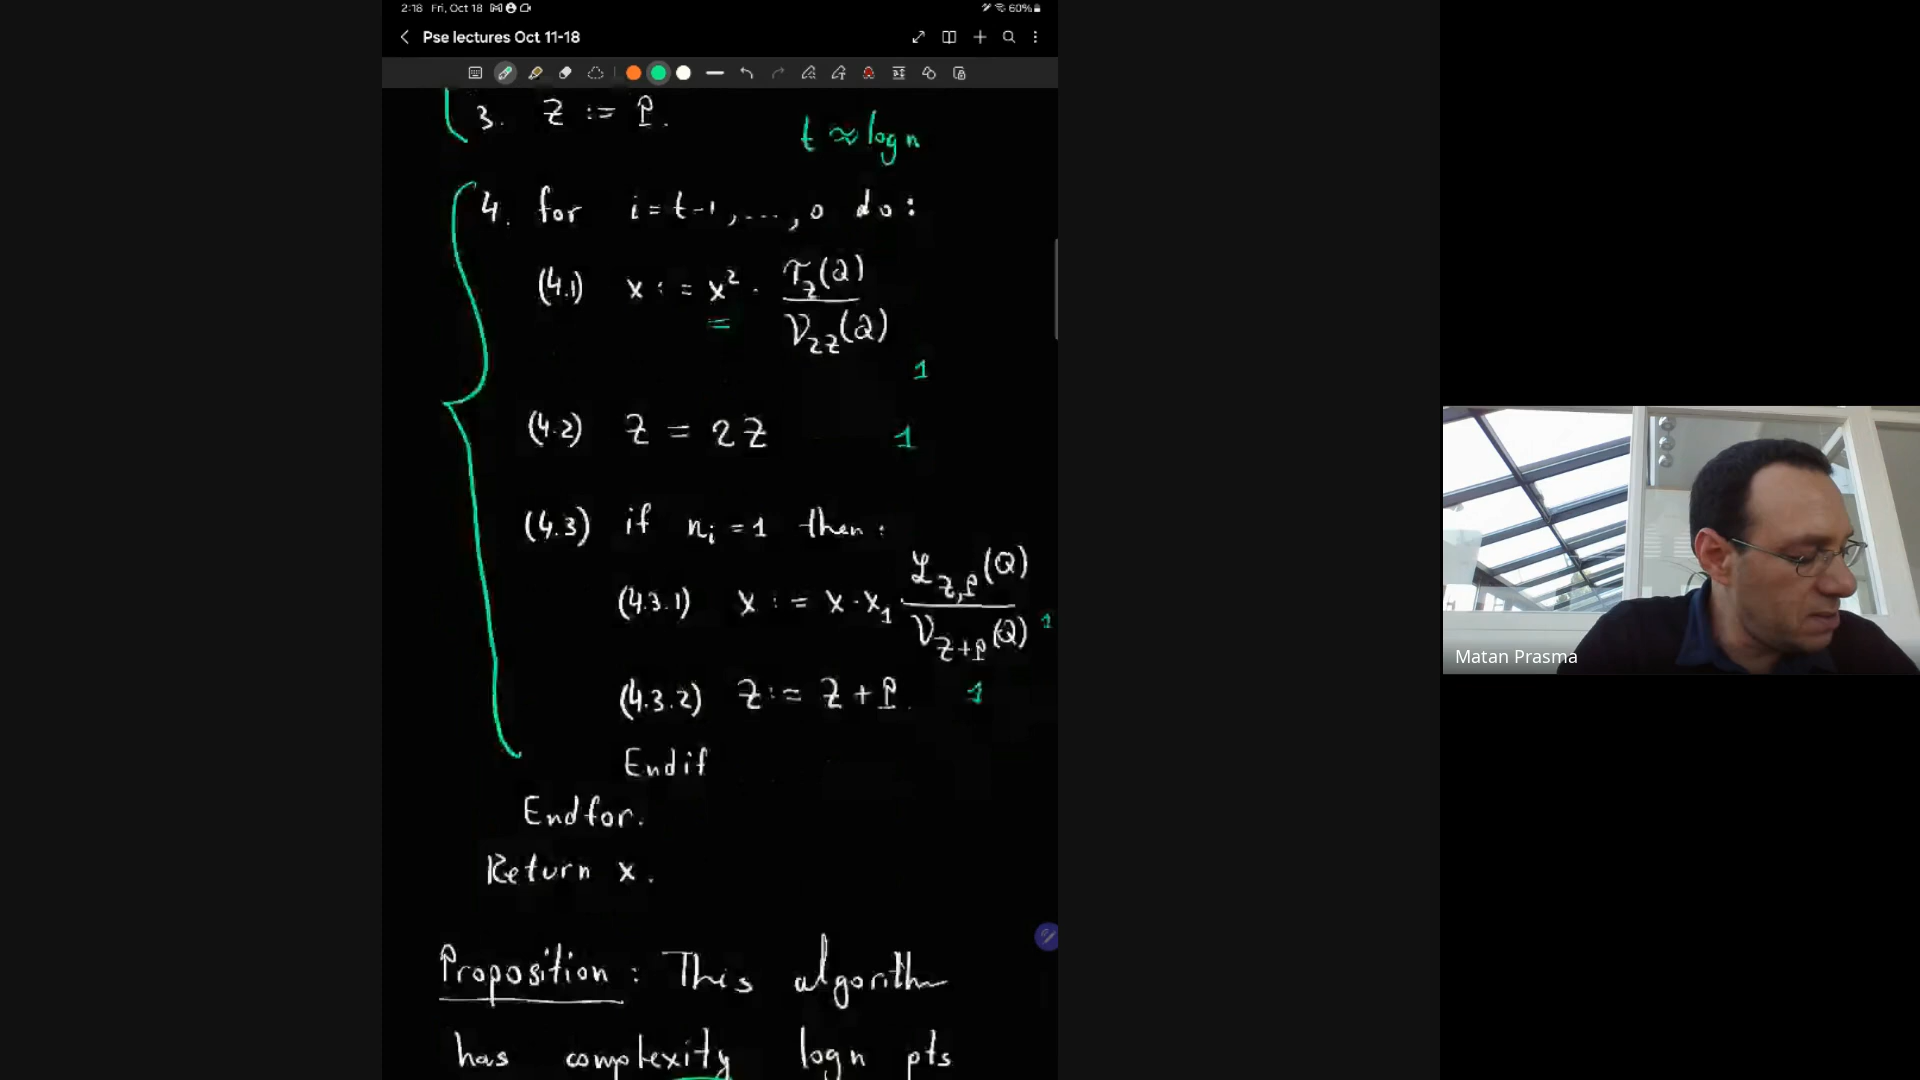 2:18 Fri, Oct 18 60%
Pse lectures Oct 11-18
3. Z := P.
t ≈ log n
4. for i = t-1, ..., 0 do:
(4.1) x := x² · T_Z(Q) / V_2Z(Q)
1
(4.2) Z = 2Z 1
(4.3) if n_i = 1 then:
(4.3.1) x := x · x_1 · L_Z,P(Q) / V_Z+P(Q) 1
(4.3.2) Z := Z + P. 1
Endif
Endfor.
Return x.
Proposition: This algorithm
has complexity log n pts
Matan Prasma